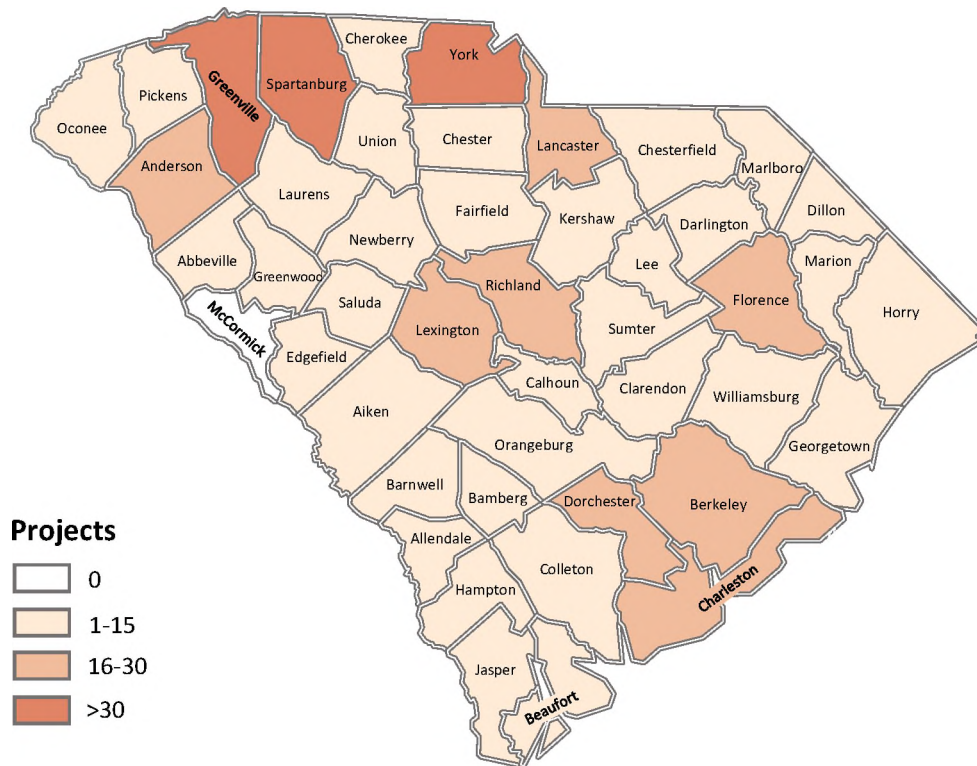 Cherokee
York
Greenville
Spartanburg
Pickens
Oconee
Union
Chester
Lancaster
Chesterfield
Marlboro
Anderson
Laurens
Fairfield
Kershaw
Darlington
Dillon
Newberry
Abbeville
Greenwood
Lee
Marion
Saluda
Richland
Florence
Horry
McCormick
Lexington
Sumter
Edgefield
Calhoun
Clarendon
Williamsburg
Aiken
Orangeburg
Georgetown
Barnwell
Bamberg
Dorchester
Berkeley
Allendale
Colleton
Hampton
Charleston
Jasper
Beaufort
Projects
0
1-15
16-30
>30